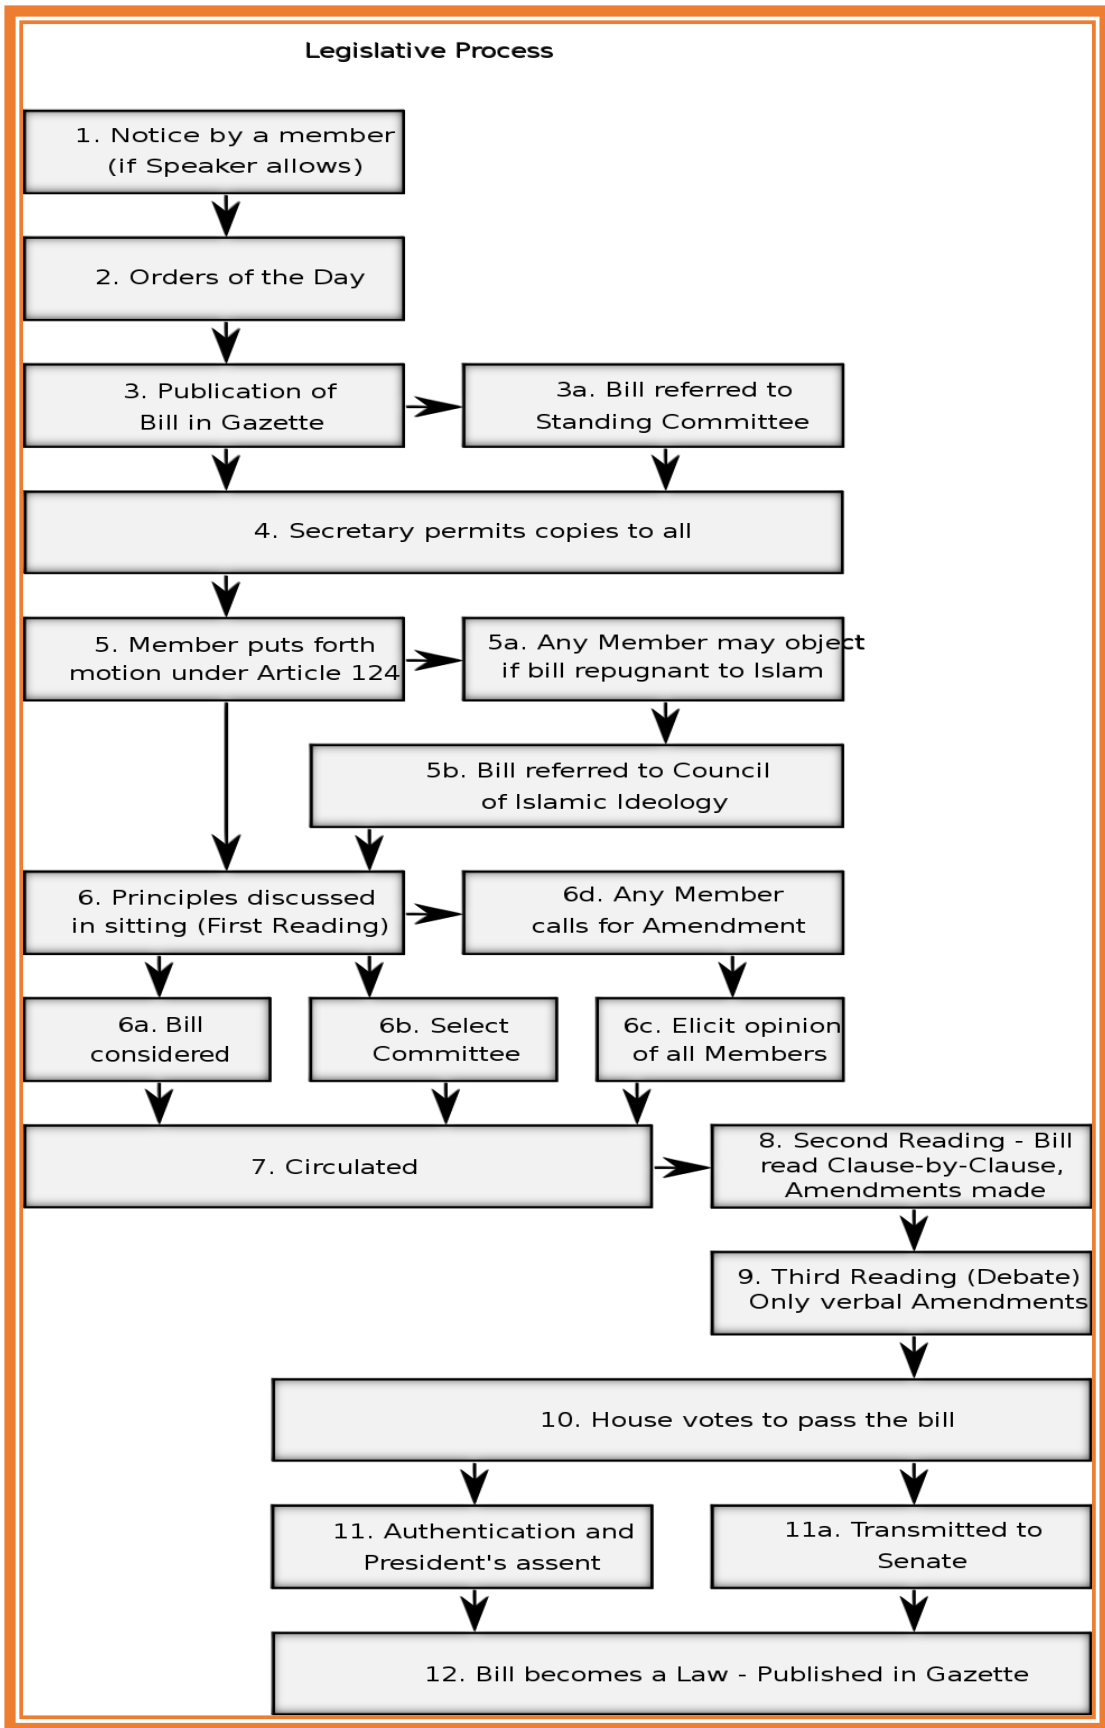 Legislative Process
1. Notice by a member
(if Speaker allows)
2. Orders of the Day
3. Publication of
Bill in Gazette
3a. Bill referred to
Standing Committee
4. Secretary permits copies to all
5. Member puts forth
motion under Article 124
5a. Any Member may object
if bill repugnant to Islam
5b. Bill referred to Council
of Islamic Ideology
6. Principles discussed
in sitting (First Reading)
6d. Any Member
calls for Amendment
6a. Bill
considered
6b. Select
Committee
6c. Elicit opinion
of all Members
7. Circulated
8. Second Reading - Bill
read Clause-by-Clause,
Amendments made
9. Third Reading (Debate)
Only verbal Amendments
10. House votes to pass the bill
11. Authentication and
President's assent
11a. Transmitted to
Senate
12. Bill becomes a Law - Published in Gazette